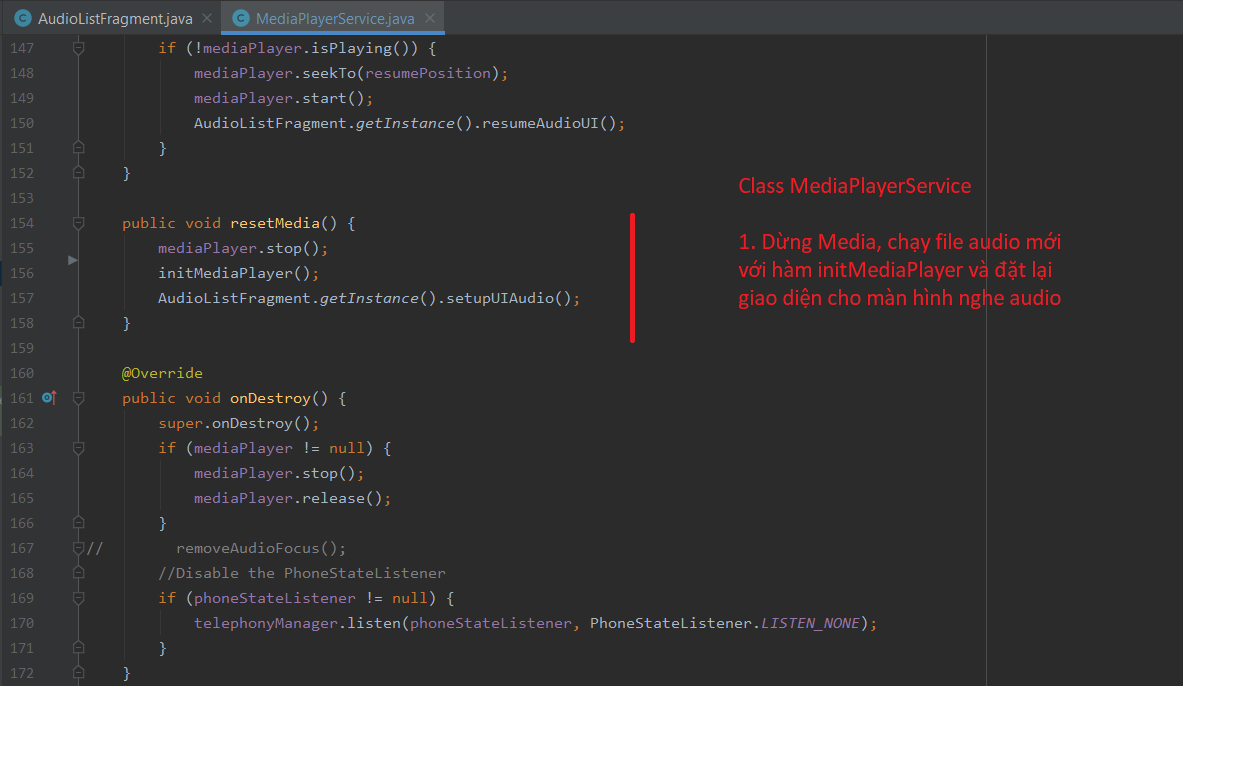 AudioListFragment.java MediaPlayerService.java
147 if (!mediaPlayer.isPlaying()) {
148 mediaPlayer.seekTo(resumePosition);
149 mediaPlayer.start();
150 AudioListFragment.getInstance().resumeAudioUI();
151 }
152 }
153
154 public void resetMedia() {
155 mediaPlayer.stop();
156 initMediaPlayer();
157 AudioListFragment.getInstance().setupUIAudio();
158 }
159
160 @Override
161 public void onDestroy() {
162 super.onDestroy();
163 if (mediaPlayer != null) {
164 mediaPlayer.stop();
165 mediaPlayer.release();
166 }
167 // removeAudioFocus();
168 //Disable the PhoneStateListener
169 if (phoneStateListener != null) {
170 telephonyManager.listen(phoneStateListener, PhoneStateListener.LISTEN_NONE);
171 }
172 }
Class MediaPlayerService
1. Dừng Media, chạy file audio mới
với hàm initMediaPlayer và đặt lại
giao diện cho màn hình nghe audio